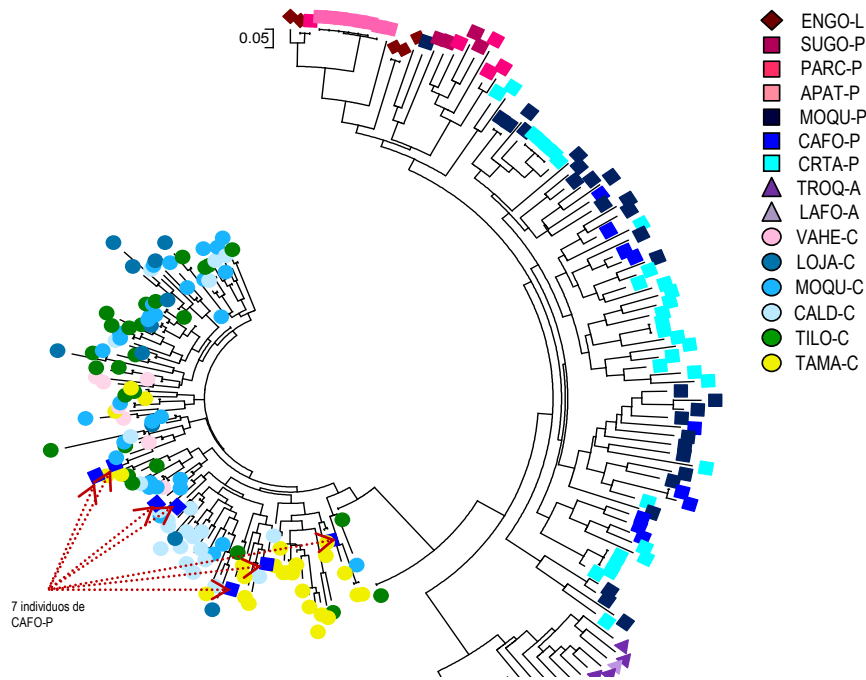 0.05
ENGO-L
SUGO-P
PARC-P
APAT-P
MOQU-P
CAFO-P
CRTA-P
TROQ-A
LAFO-A
VAHE-C
LOJA-C
MOQU-C
CALD-C
TILO-C
TAMA-C
7 individuos de
CAFO-P